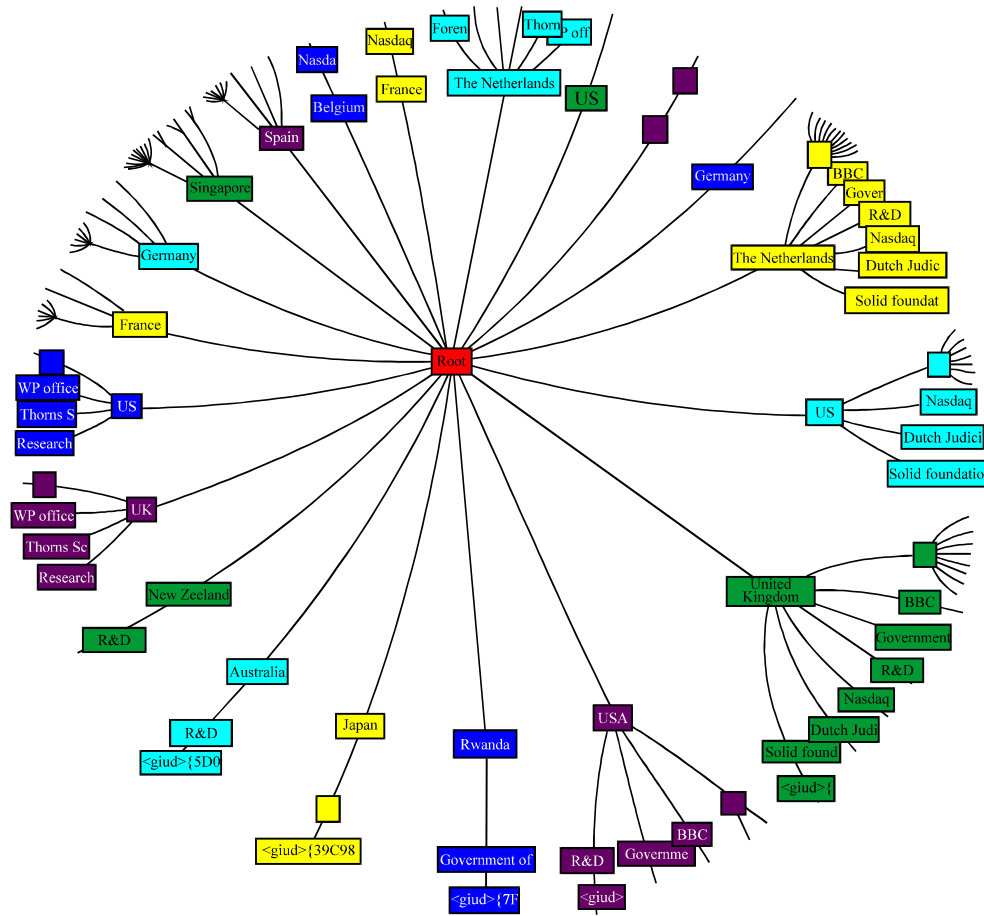 Foren
Thorn
P off
Nasdaq
Nasda
The Netherlands
France
US
Belgium
Spain
Germany
Singapore
BBC
Gover
R&D
Nasdaq
The Netherlands
Dutch Judic
Solid foundat
Germany
France
Root
WP office
US
Thorns S
Research
Nasdaq
US
Dutch Judici
Solid foundatio
UK
WP office
Thorns Sc
Research
New Zeeland
R&D
United
Kingdom
BBC
Government
R&D
Nasdaq
Dutch Judi
Solid found
<giud>{
Australia
R&D
<giud>{5D0
Japan
<giud>{39C98
Rwanda
Government of
<giud>{7F
USA
BBC
Governme
R&D
<giud>